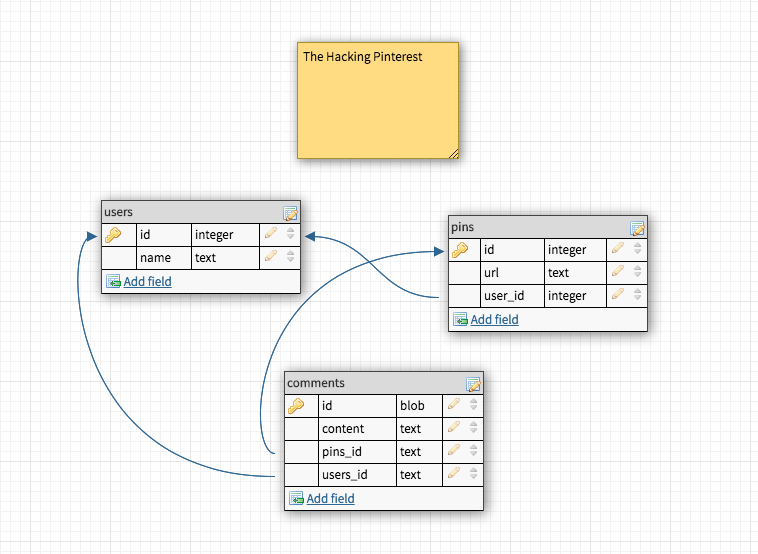 The Hacking Pinterest
users
id integer
name text
Add field
pins
id integer
url text
user_id integer
Add field
comments
id blob
content text
pins_id text
users_id text
Add field